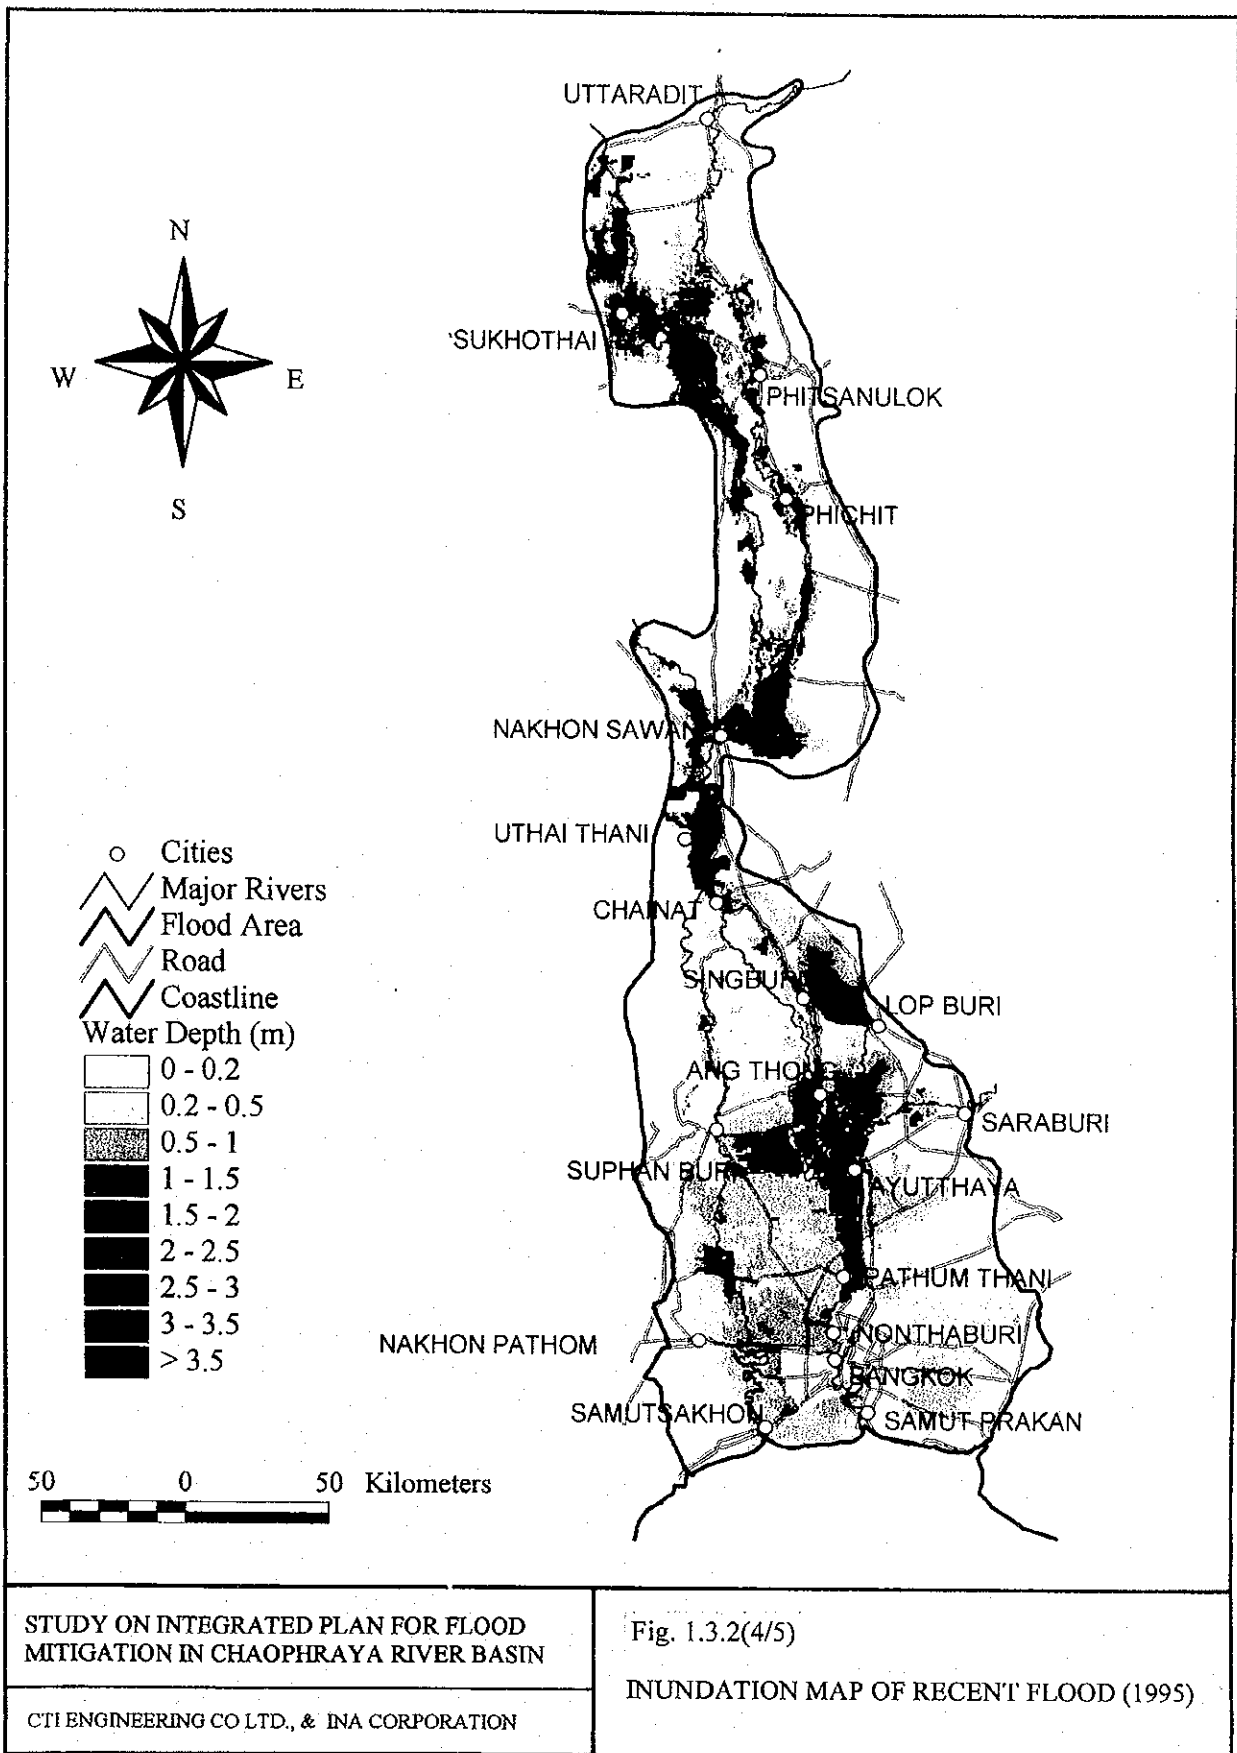 UTTARADIT
N
W
E
S
SUKHOTHAI
PHITSANULOK
PHICHIT
NAKHON SAWAN
UTHAI THANI
CHAINAT
SINGBURI
LOP BURI
ANG THONG
SARABURI
SUPHAN BURI
AYUTTHAYA
PATHUM THANI
NAKHON PATHOM
NONTHABURI
BANGKOK
SAMUTSAKHON
SAMUT PRAKAN
Cities
Major Rivers
Flood Area
Road
Coastline
Water Depth (m)
0 - 0.2
0.2 - 0.5
0.5 - 1
1 - 1.5
1.5 - 2
2 - 2.5
2.5 - 3
3 - 3.5
> 3.5
50 0 50 Kilometers
STUDY ON INTEGRATED PLAN FOR FLOOD
MITIGATION IN CHAOPHRAYA RIVER BASIN
CTI ENGINEERING CO LTD., & INA CORPORATION
Fig. 1.3.2(4/5)
INUNDATION MAP OF RECENT FLOOD (1995)